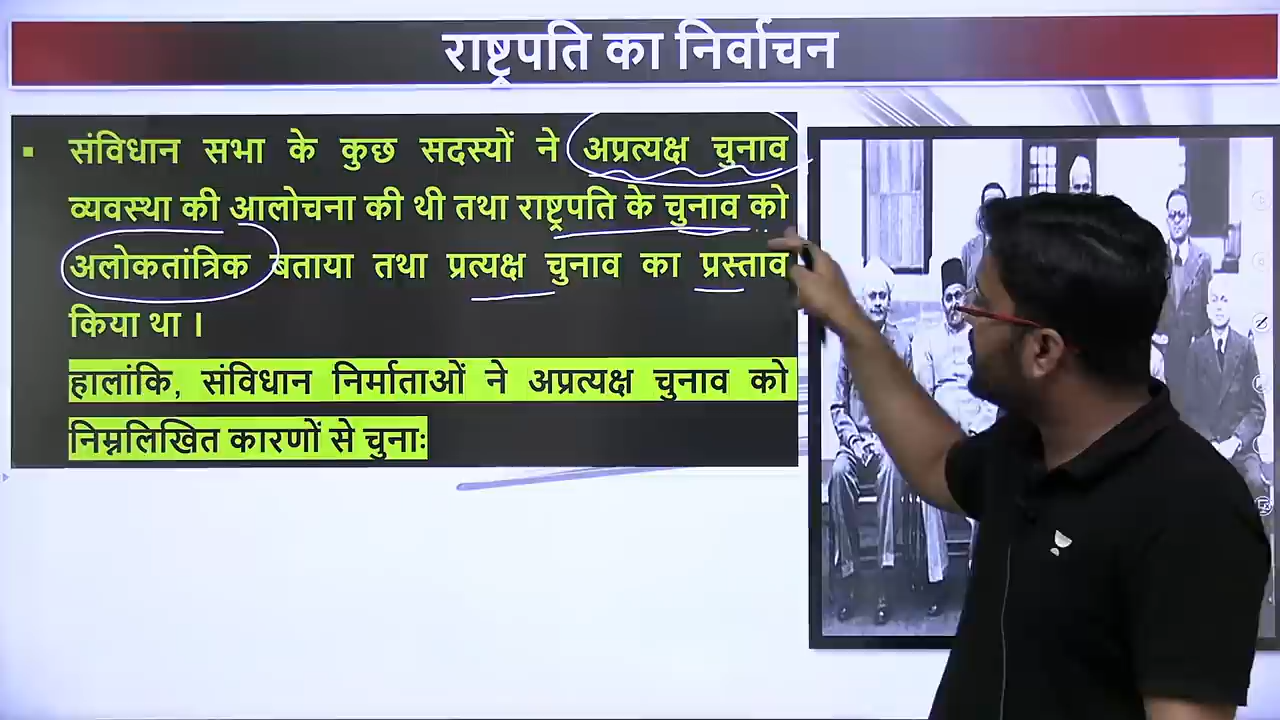 राष्ट्रपति का निर्वाचन
▪ संविधान सभा के कुछ सदस्यों ने अप्रत्यक्ष चुनाव
व्यवस्था की आलोचना की थी तथा राष्ट्रपति के चुनाव को
अलोकतांत्रिक बताया तथा प्रत्यक्ष चुनाव का प्रस्ताव
किया था ।
हालांकि, संविधान निर्माताओं ने अप्रत्यक्ष चुनाव को
निम्नलिखित कारणों से चुनाः